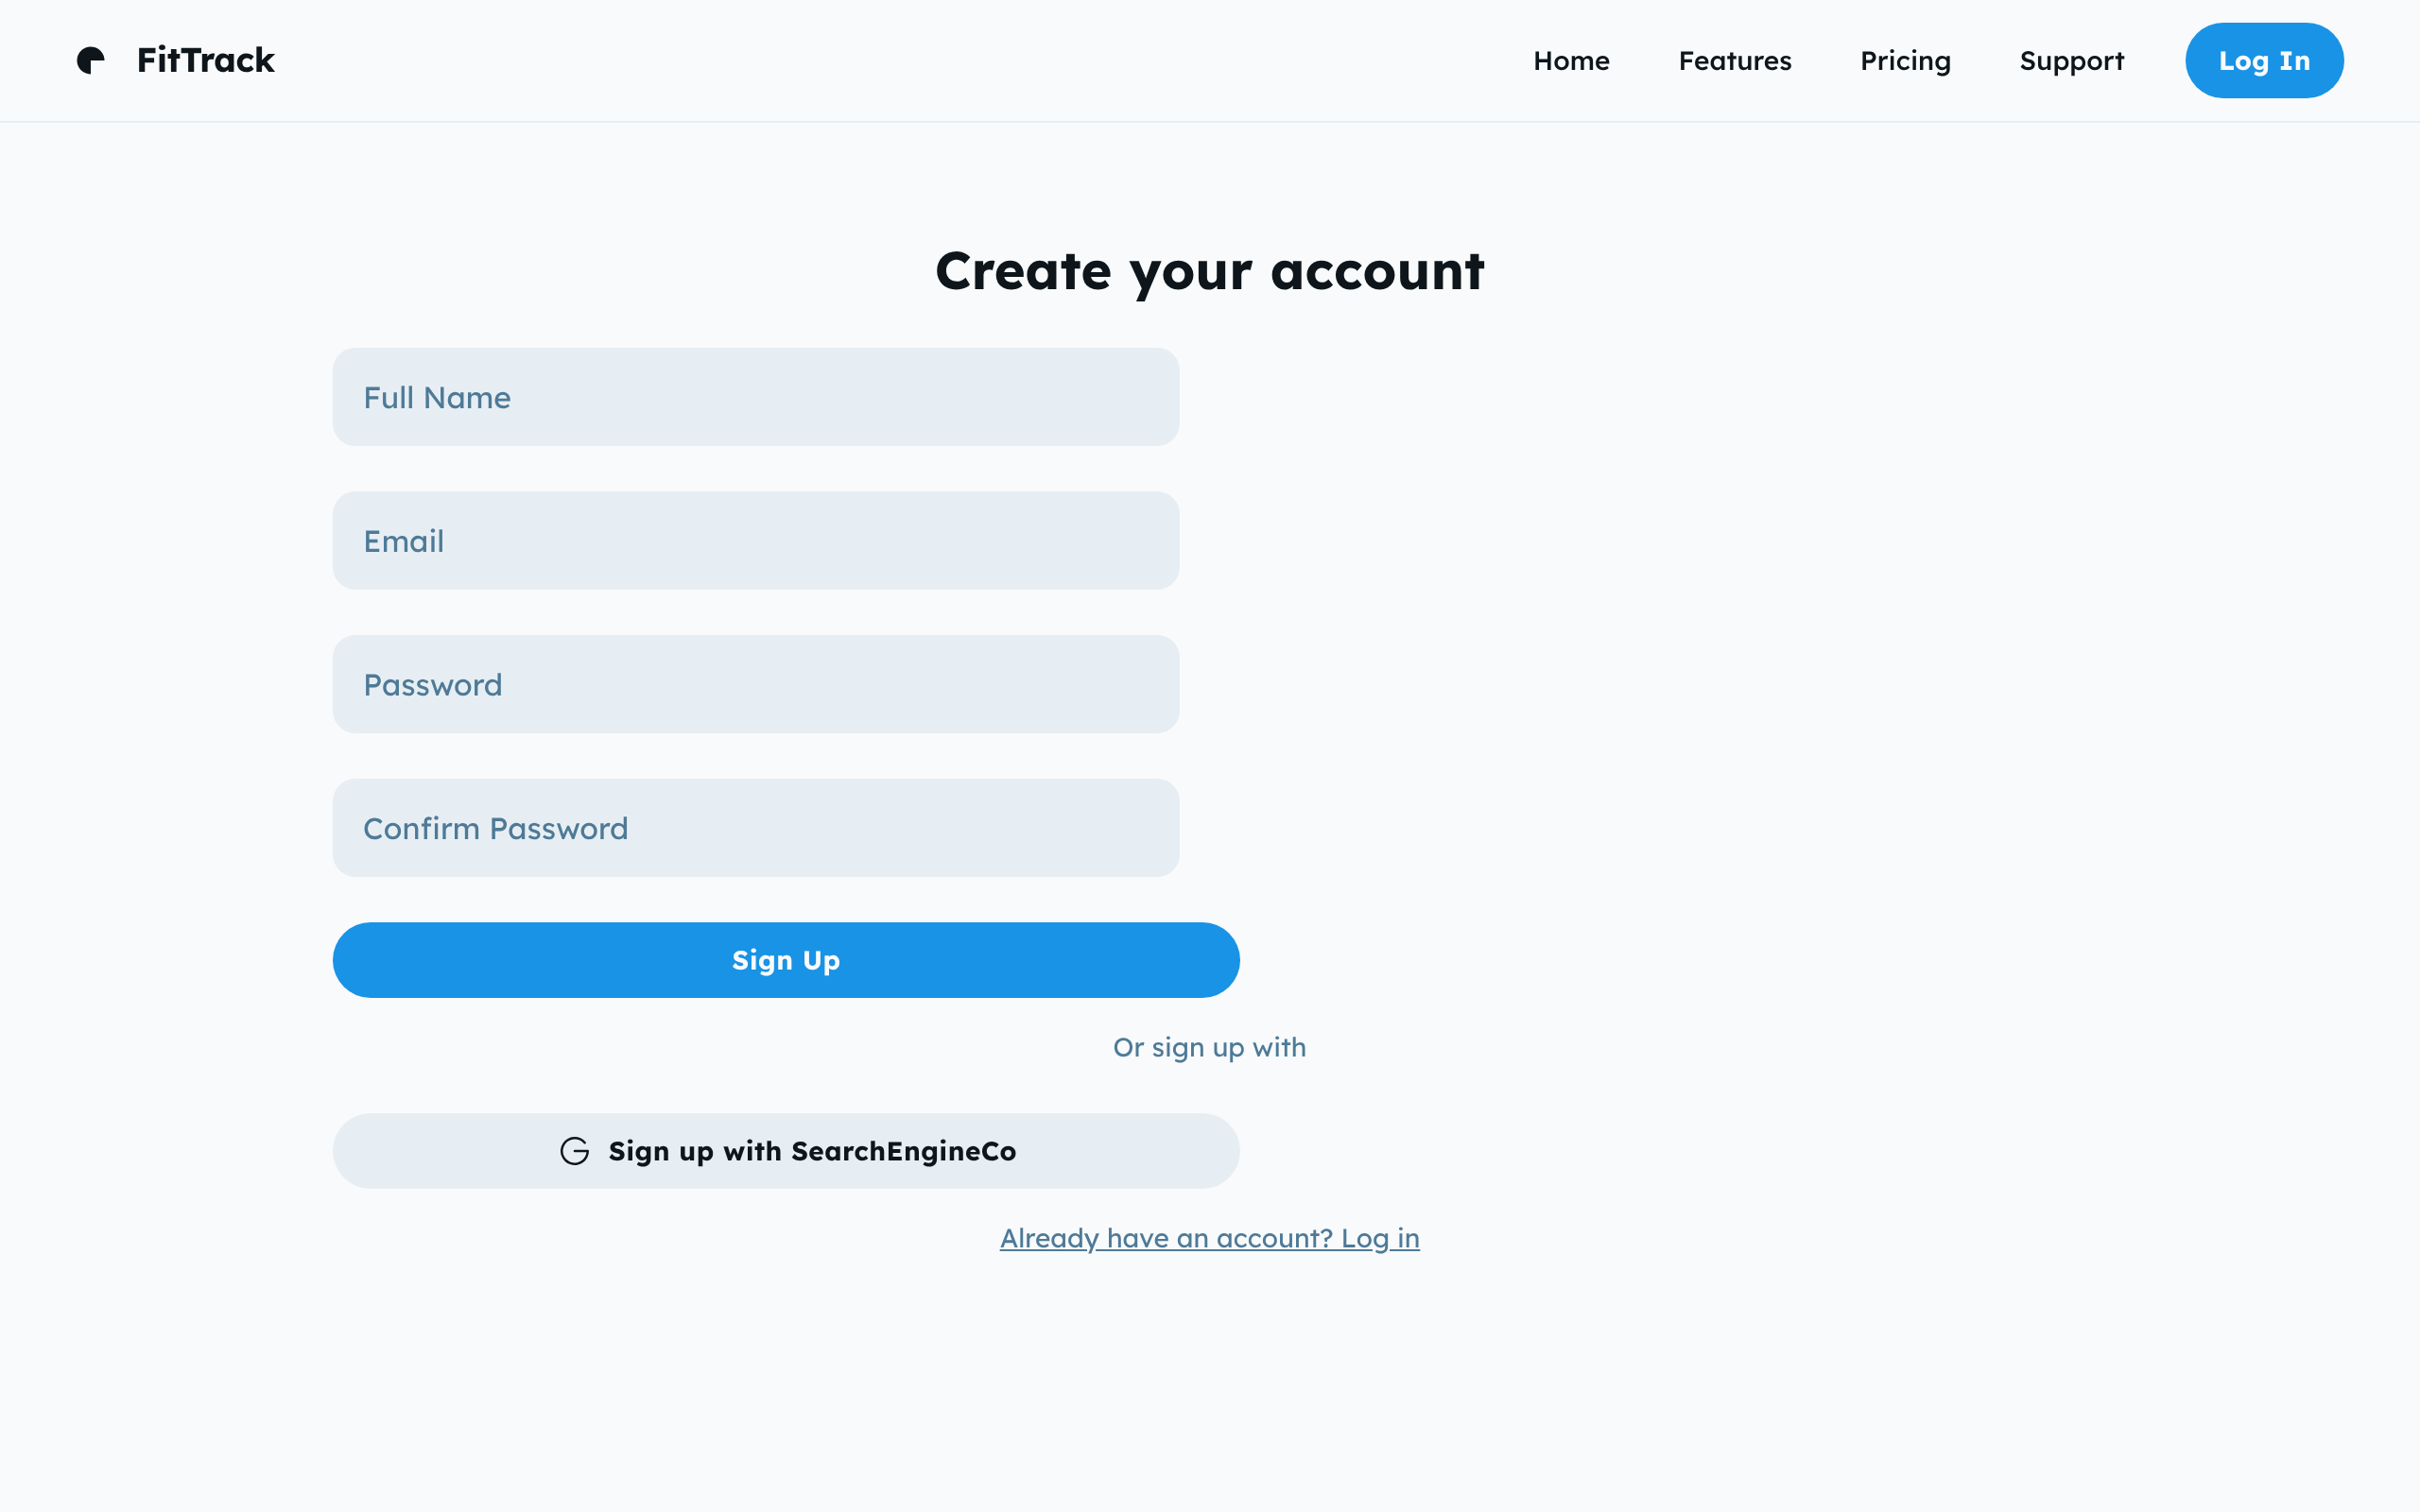 FitTrack
Home Features Pricing Support Log In
Create your account
Full Name
Email
Password
Confirm Password
Sign Up
Or sign up with
Sign up with SearchEngineCo
Already have an account? Log in